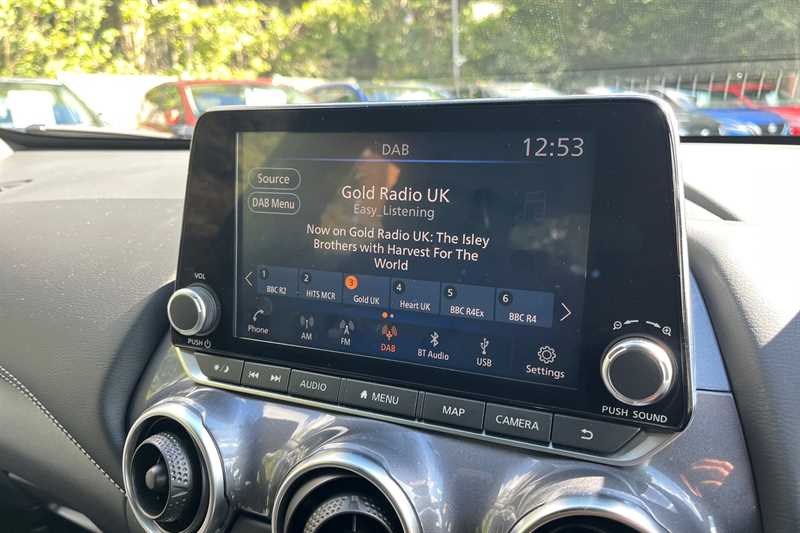 DAB
12:53
Source
DAB Menu
Gold Radio UK
Easy_Listening
Now on Gold Radio UK: The Isley
Brothers with Harvest For The
World
1
BBC R2
2
HITS MCR
3
Gold UK
4
Heart UK
5
BBC R4Ex
6
BBC R4
Phone
AM
FM
DAB
BT Audio
USB
Settings
VOL
PUSH
PUSH SOUND
AUDIO
MENU
MAP
CAMERA